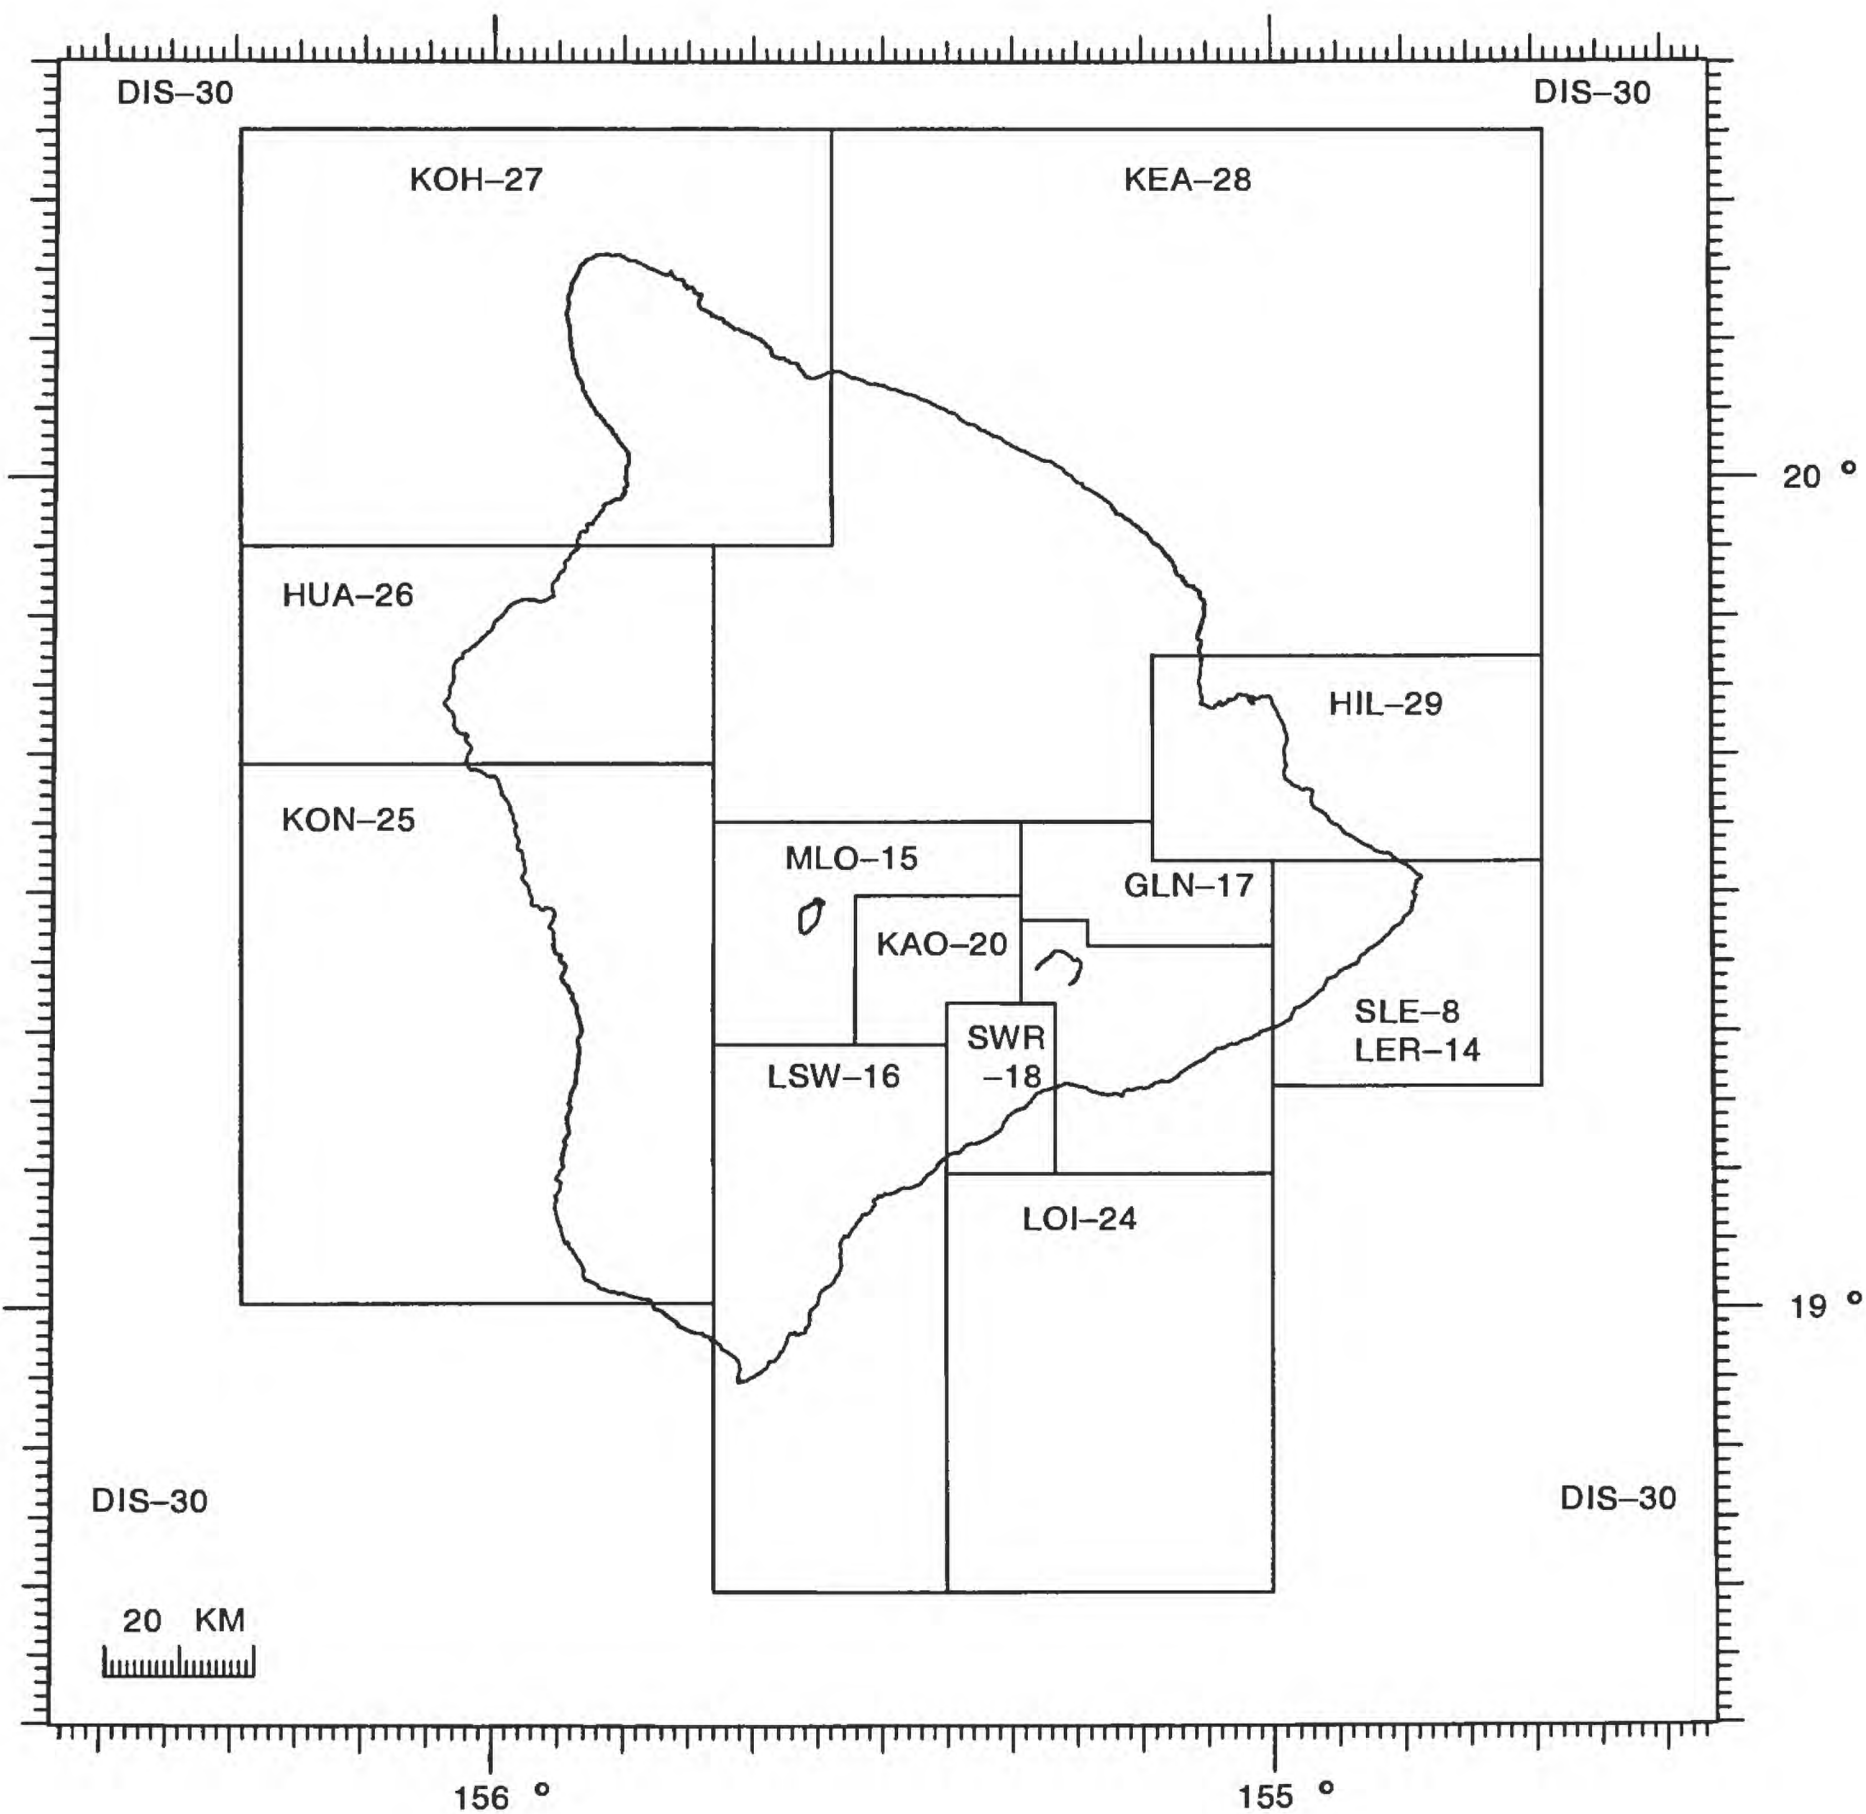 DIS–30 DIS–30
KOH–27 KEA–28
20 °
HUA–26
HIL–29
KON–25
MLO–15
GLN–17
KAO–20
SLE–8
LER–14
SWR
–18
LSW–16
LOI–24
19 °
DIS–30 DIS–30
20 KM
156 ° 155 °